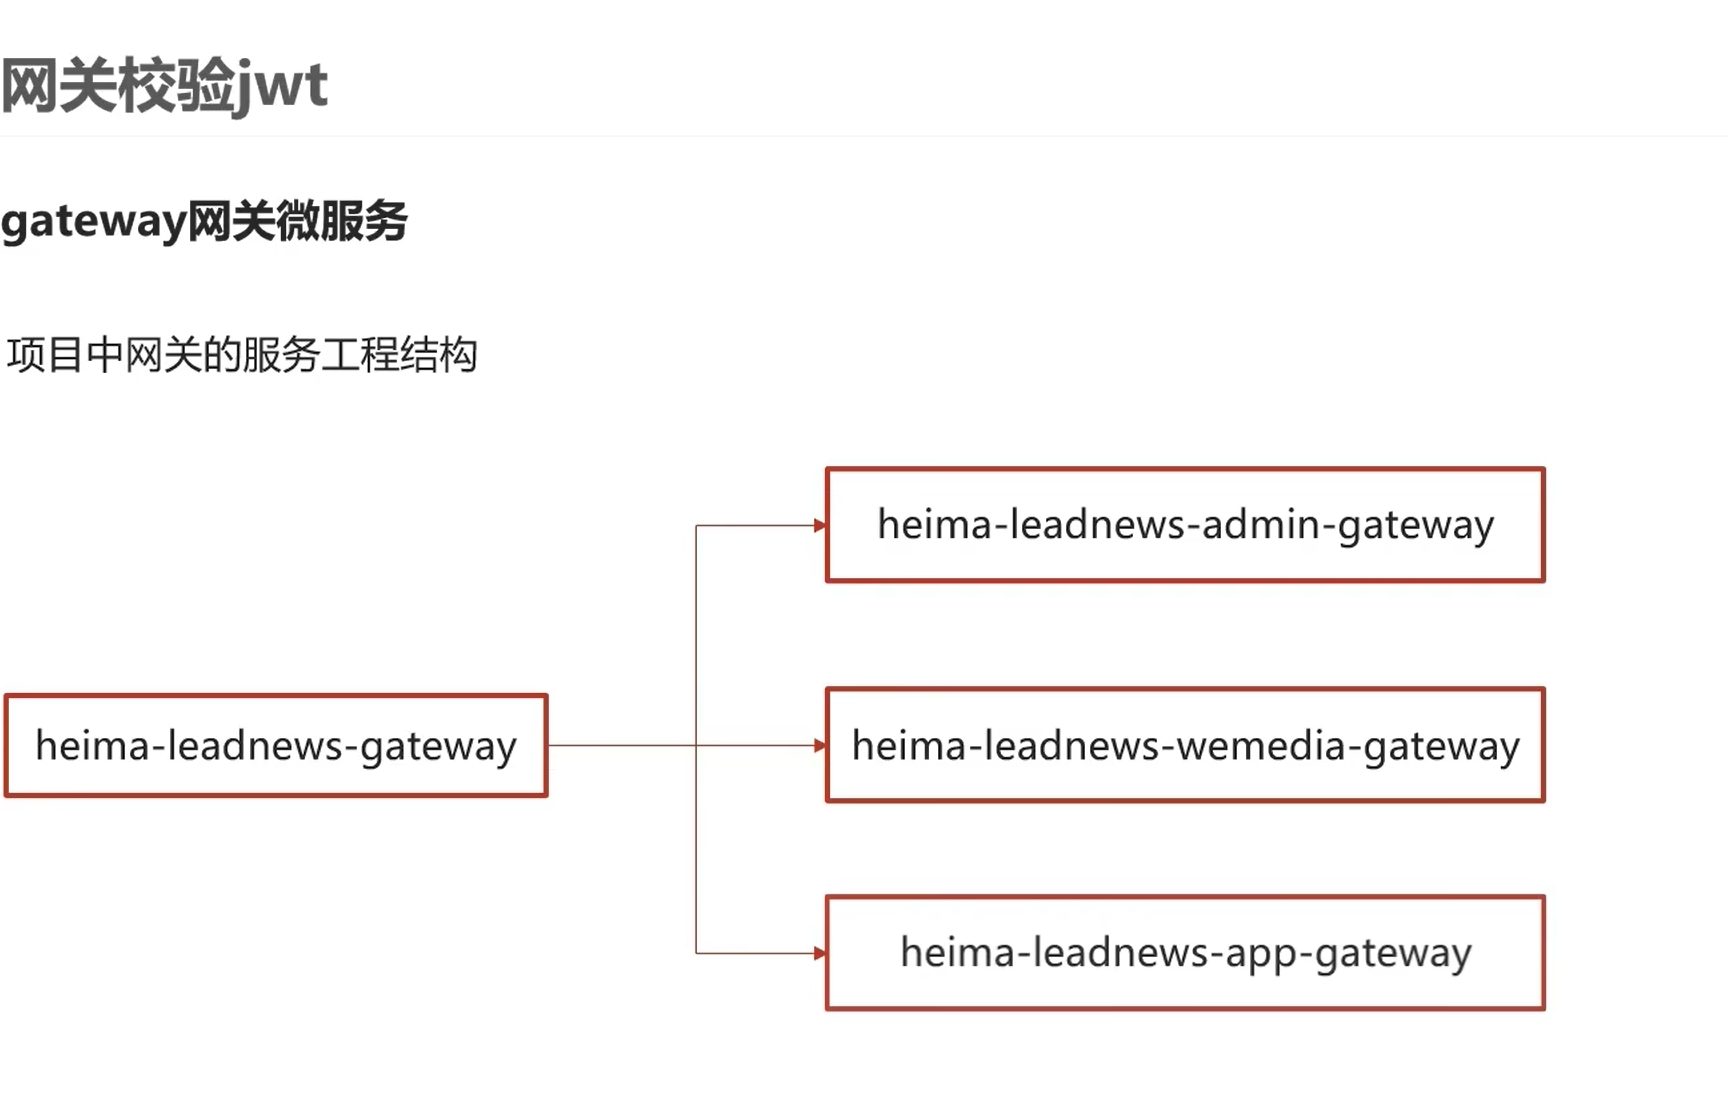 网关校验jwt
gateway网关微服务
项目中网关的服务工程结构
heima-leadnews-admin-gateway
heima-leadnews-gateway
heima-leadnews-wemedia-gateway
heima-leadnews-app-gateway